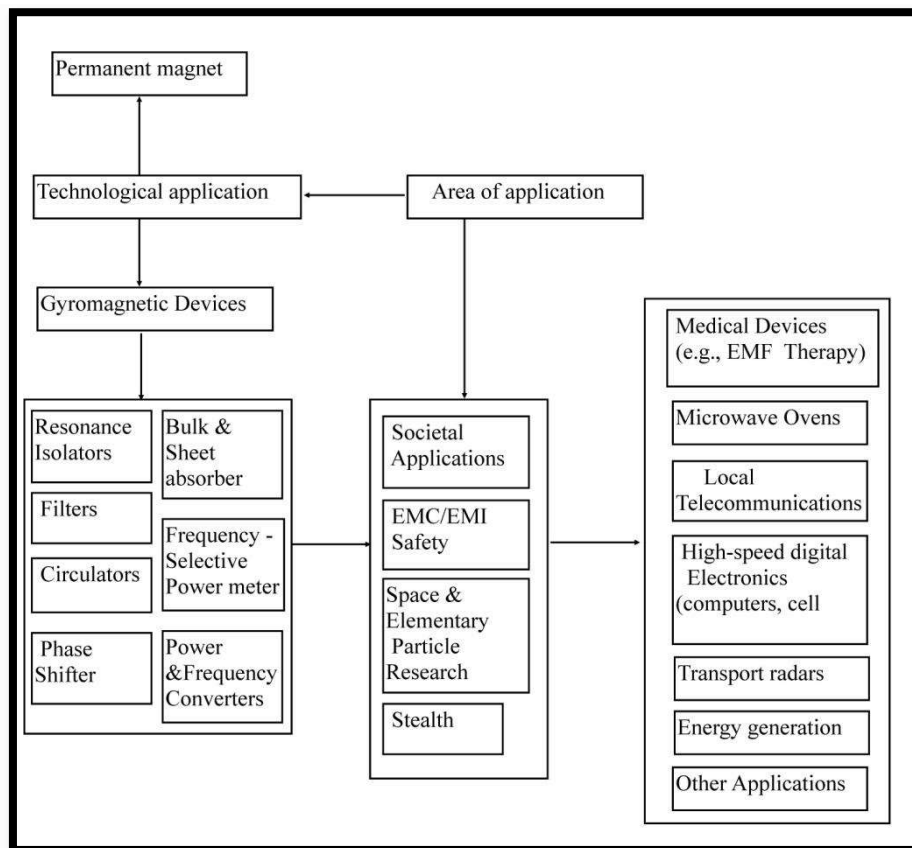 Permanent magnet
Technological application
Area of application
Gyromagnetic Devices
Resonance
Isolators
Filters
Circulators
Phase
Shifter
Bulk &
Sheet
absorber
Frequency -
Selective
Power meter
Power
&Frequency
Converters
Societal
Applications
EMC/EMI
Safety
Space &
Elementary
Particle
Research
Stealth
Medical Devices
(e.g., EMF Therapy)
Microwave Ovens
Local
Telecommunications
High-speed digital
Electronics
(computers, cell
Transport radars
Energy generation
Other Applications